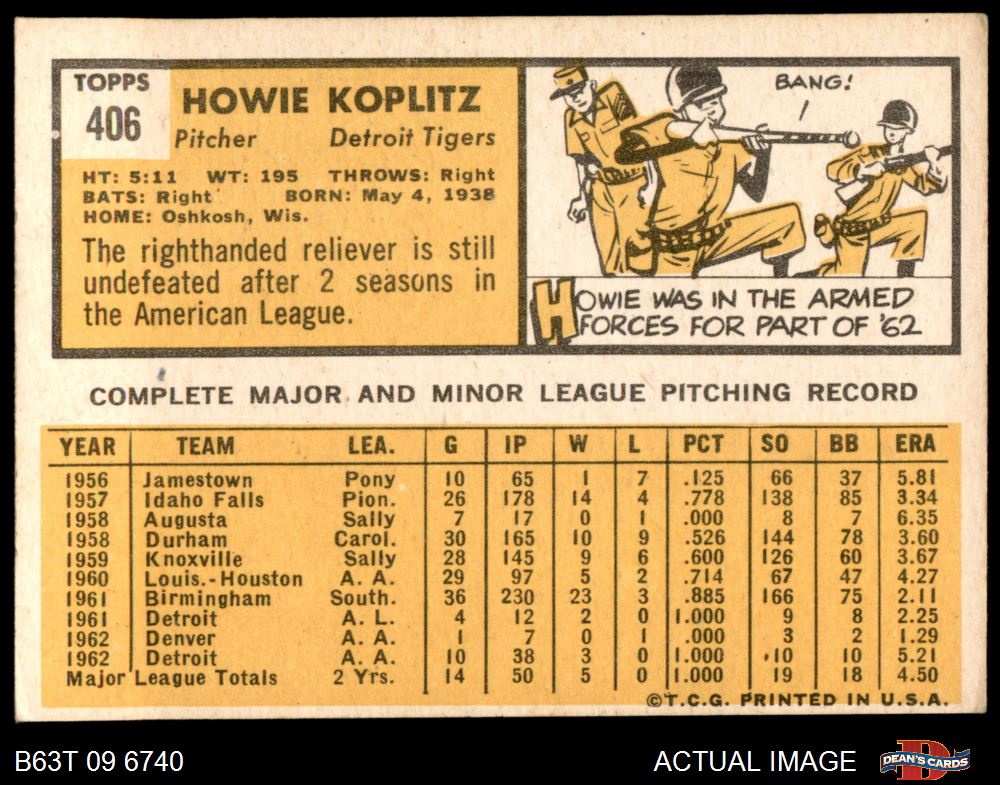 TOPPS
406
HOWIE KOPLITZ
Pitcher Detroit Tigers
HT: 5:11 WT: 195 THROWS: Right
BATS: Right BORN: May 4, 1938
HOME: Oshkosh, Wis.
The righthanded reliever is still
undefeated after 2 seasons in
the American League.
BANG!
HOWIE WAS IN THE ARMED
FORCES FOR PART OF '62
COMPLETE MAJOR AND MINOR LEAGUE PITCHING RECORD
YEAR TEAM LEA. G IP W L PCT SO BB ERA
1956 Jamestown Pony 10 65 1 7 .125 66 37 5.81
1957 Idaho Falls Pion. 26 178 14 4 .778 138 85 3.34
1958 Augusta Sally 7 17 0 1 .000 8 7 6.35
1958 Durham Carol. 30 165 10 9 .526 144 78 3.60
1959 Knoxville Sally 28 145 9 6 .600 126 60 3.67
1960 Louis.-Houston A. A. 29 97 5 2 .714 67 47 4.27
1961 Birmingham South. 36 230 23 3 .885 166 75 2.11
1961 Detroit A. L. 4 12 2 0 1.000 9 8 2.25
1962 Denver A. A. 1 7 0 1 .000 3 2 1.29
1962 Detroit A. A. 10 38 3 0 1.000 10 10 5.21
Major League Totals 2 Yrs. 14 50 5 0 1.000 19 18 4.50
©T.C.G. PRINTED IN U.S.A.
B63T 09 6740 ACTUAL IMAGE
D
DEAN'S CARDS